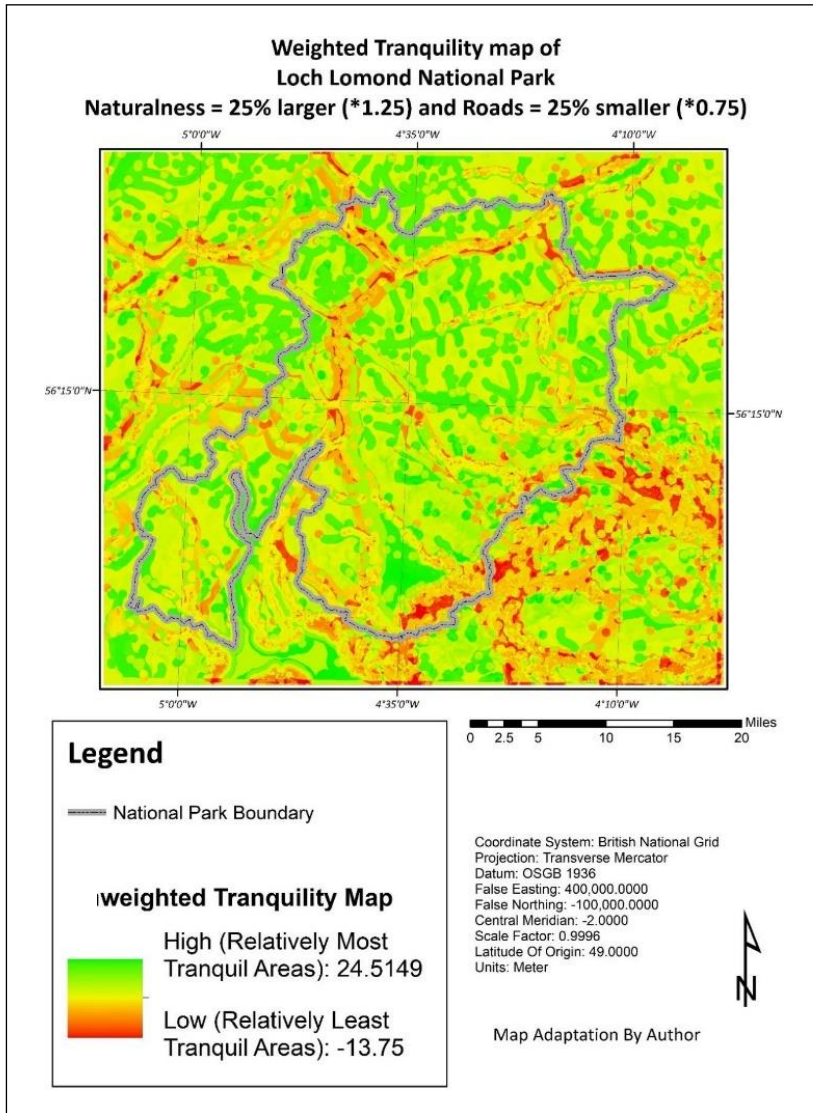 Weighted Tranquility map of
Loch Lomond National Park
Naturalness = 25% larger (*1.25) and Roads = 25% smaller (*0.75)
5°0'0"W 4°35'0"W 4°10'0"W
56°15'0"N 56°15'0"N
5°0'0"W 4°35'0"W 4°10'0"W
Legend
National Park Boundary
weighted Tranquility Map
High (Relatively Most
Tranquil Areas): 24.5149
Low (Relatively Least
Tranquil Areas): -13.75
Miles
0 2.5 5 10 15 20
Coordinate System: British National Grid
Projection: Transverse Mercator
Datum: OSGB 1936
False Easting: 400,000.0000
False Northing: -100,000.0000
Central Meridian: -2.0000
Scale Factor: 0.9996
Latitude Of Origin: 49.0000
Units: Meter
N
Map Adaptation By Author